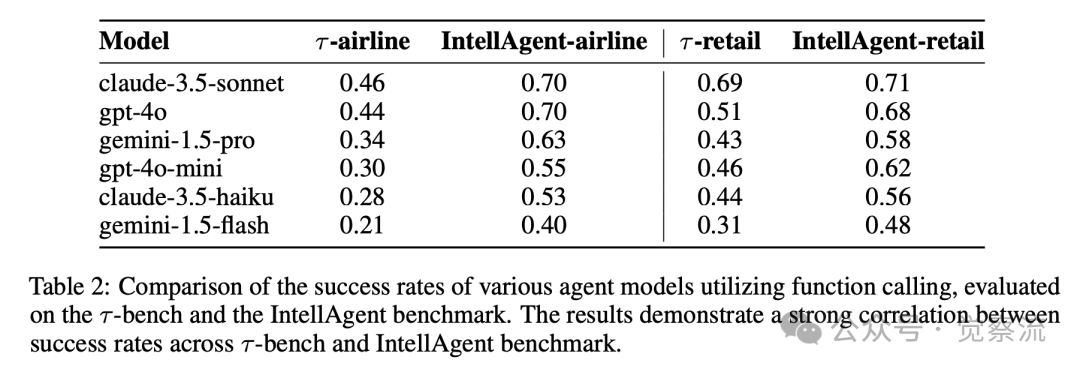 Model τ-airline IntellAgent-airline τ-retail IntellAgent-retail
claude-3.5-sonnet 0.46 0.70 0.69 0.71
gpt-4o 0.44 0.70 0.51 0.68
gemini-1.5-pro 0.34 0.63 0.43 0.58
gpt-4o-mini 0.30 0.55 0.46 0.62
claude-3.5-haiku 0.28 0.53 0.44 0.56
gemini-1.5-flash 0.21 0.40 0.31 0.48
Table 2: Comparison of the success rates of various agent models utilizing function calling, evaluated
on the τ-bench and the IntellAgent benchmark. The results demonstrate a strong correlation between
success rates across τ-bench and IntellAgent benchmark.
公众号 · 觉察流